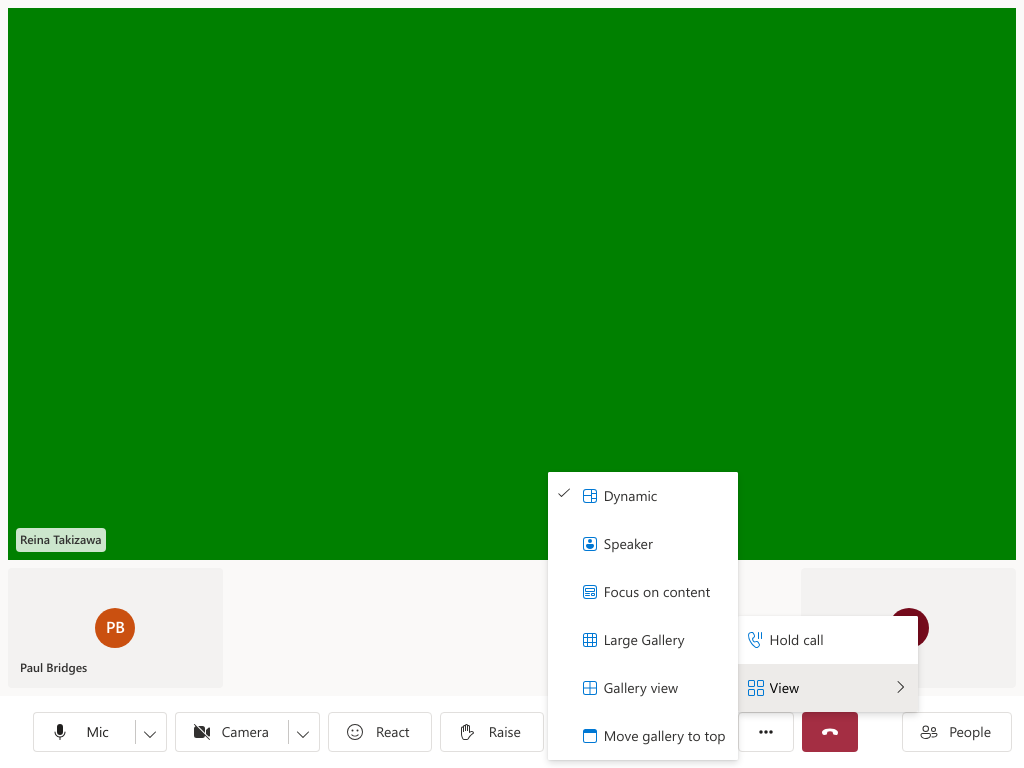 Reina Takizawa
PB
Paul Bridges
Dynamic
Speaker
Focus on content
Large Gallery
Gallery view
Move gallery to top
Hold call
View
Mic
Camera
React
Raise
People